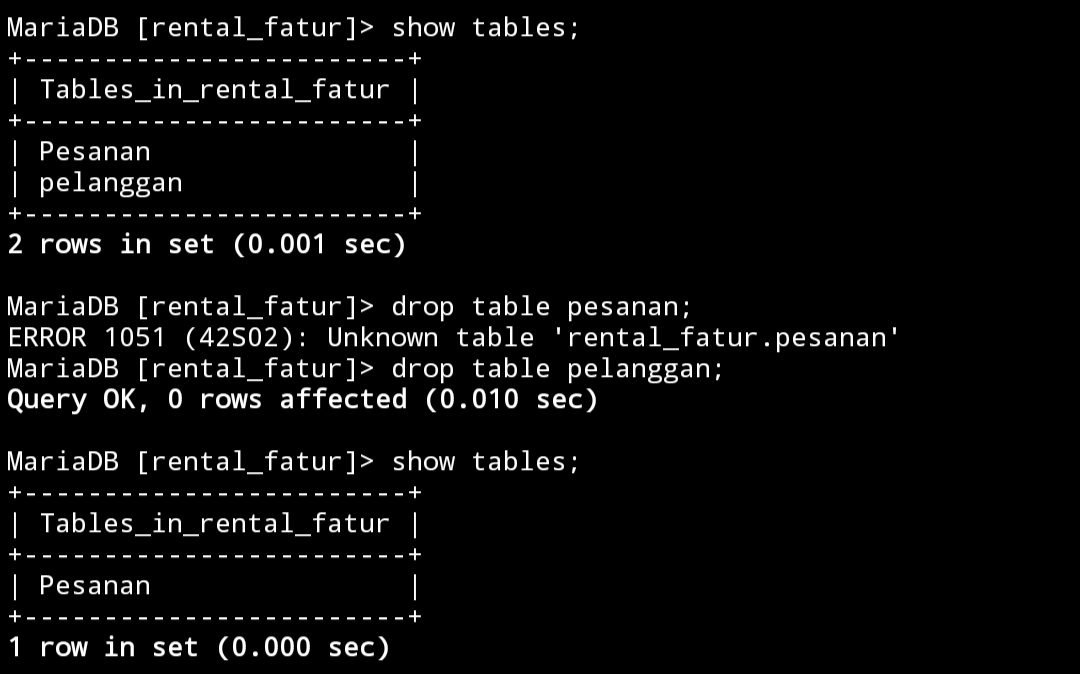 MariaDB [rental_fatur]> show tables;
+------------------------+
| Tables_in_rental_fatur |
+------------------------+
| Pesanan                |
| pelanggan              |
+------------------------+
2 rows in set (0.001 sec)
MariaDB [rental_fatur]> drop table pesanan;
ERROR 1051 (42S02): Unknown table 'rental_fatur.pesanan'
MariaDB [rental_fatur]> drop table pelanggan;
Query OK, 0 rows affected (0.010 sec)
MariaDB [rental_fatur]> show tables;
+------------------------+
| Tables_in_rental_fatur |
+------------------------+
| Pesanan                |
+------------------------+
1 row in set (0.000 sec)